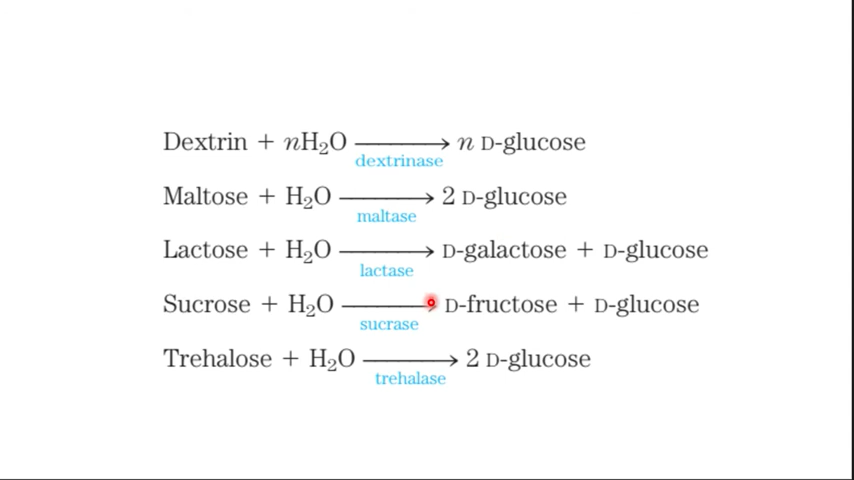 Dextrin + nH₂O ⟶ n D-glucose
dextrinase
Maltose + H₂O ⟶ 2 D-glucose
maltase
Lactose + H₂O ⟶ D-galactose + D-glucose
lactase
Sucrose + H₂O ⟶ D-fructose + D-glucose
sucrase
Trehalose + H₂O ⟶ 2 D-glucose
trehalase